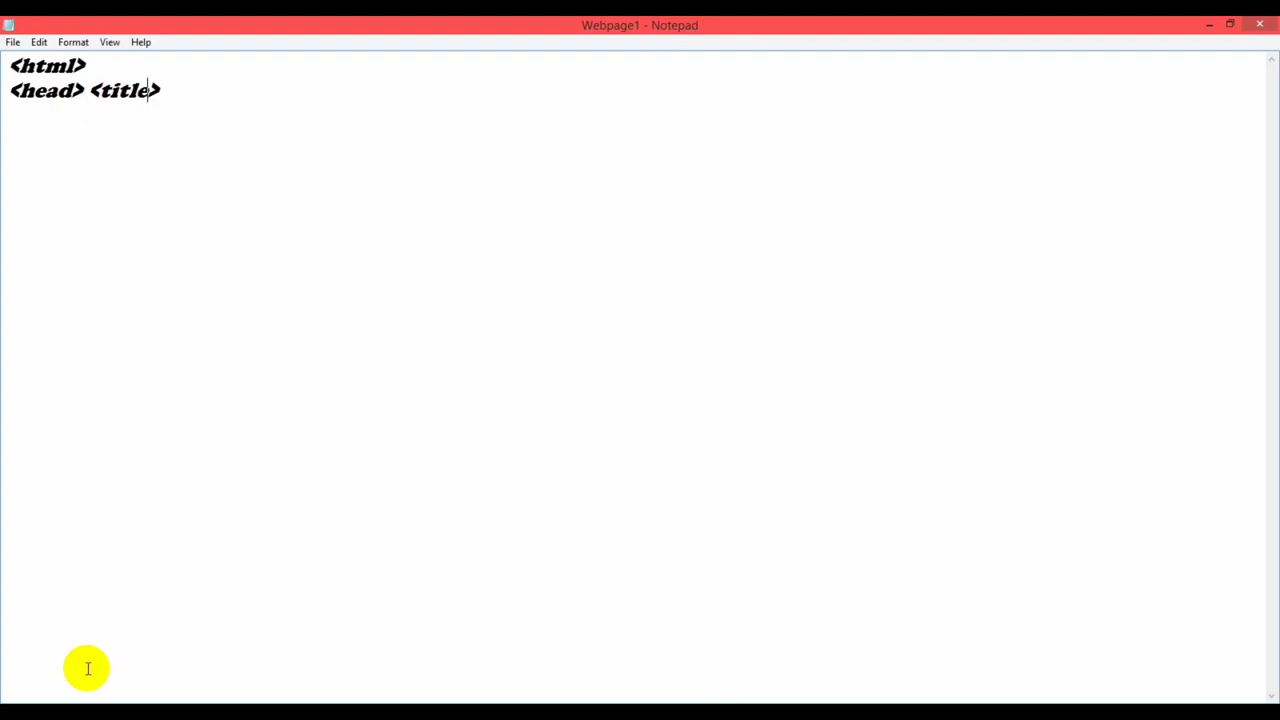 Webpage1 - Notepad
File Edit Format View Help
<html>
<head> <title>